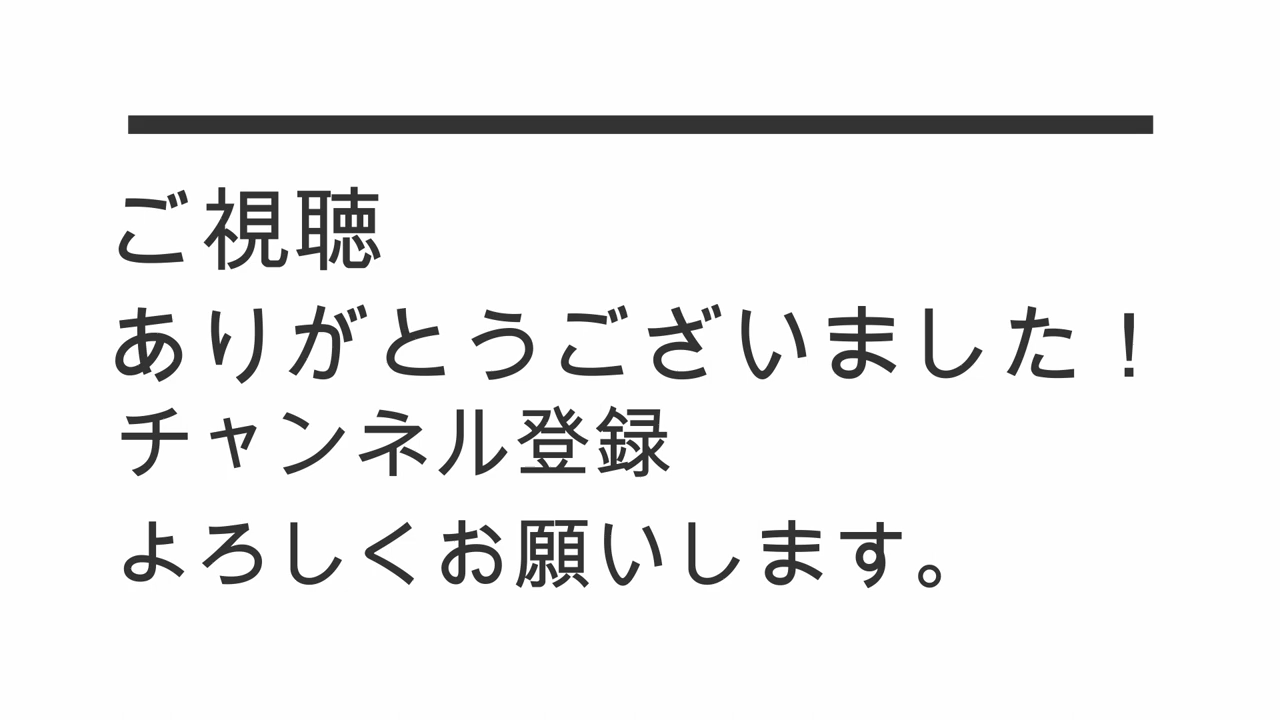 ご視聴
ありがとうございました！
チャンネル登録
よろしくお願いします。